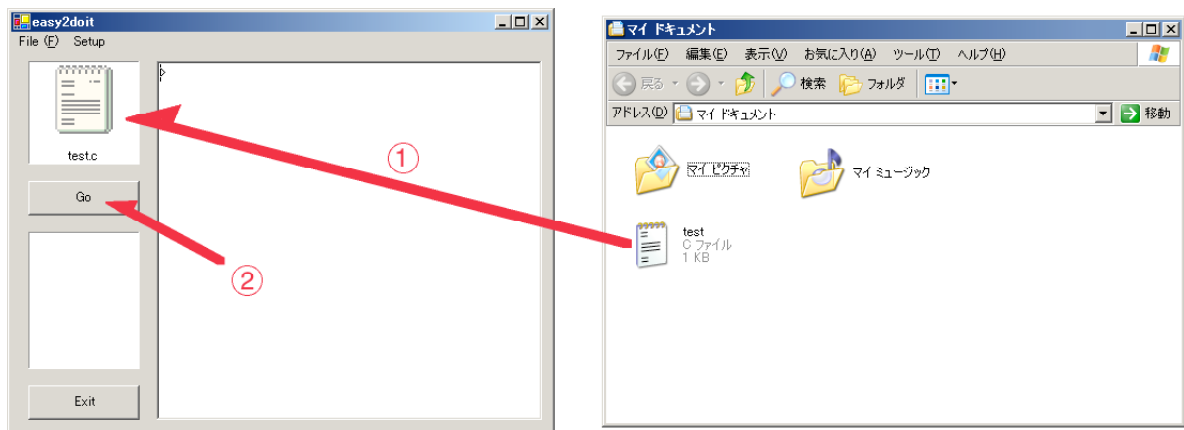 easy2doit
File (F) Setup
test.c
Go
Exit
①
②
マイ ドキュメント
ファイル(F) 編集(E) 表示(V) お気に入り(A) ツール(T) ヘルプ(H)
戻る 検索 フォルダ
アドレス(D) マイ ドキュメント 移動
マイ ピクチャ マイ ミュージック
test
C ファイル
1 KB